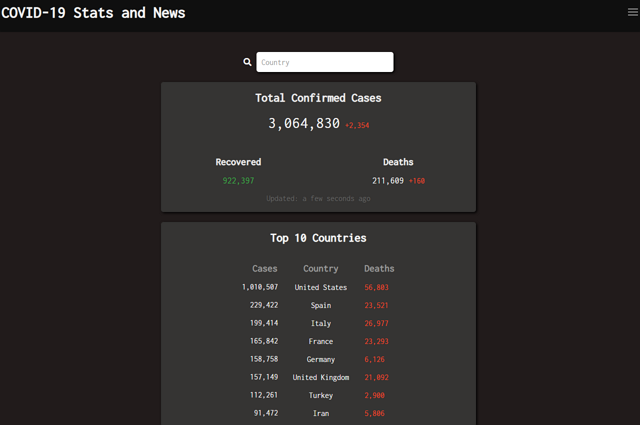 COVID-19 Stats and News
Country
Total Confirmed Cases
3,064,830 +2,354
Recovered Deaths
922,397 211,609 +160
Updated: a few seconds ago
Top 10 Countries
Cases Country Deaths
1,010,507 United States 56,803
229,422 Spain 23,521
199,414 Italy 26,977
165,842 France 23,293
158,758 Germany 6,126
157,149 United Kingdom 21,092
112,261 Turkey 2,900
91,472 Iran 5,806